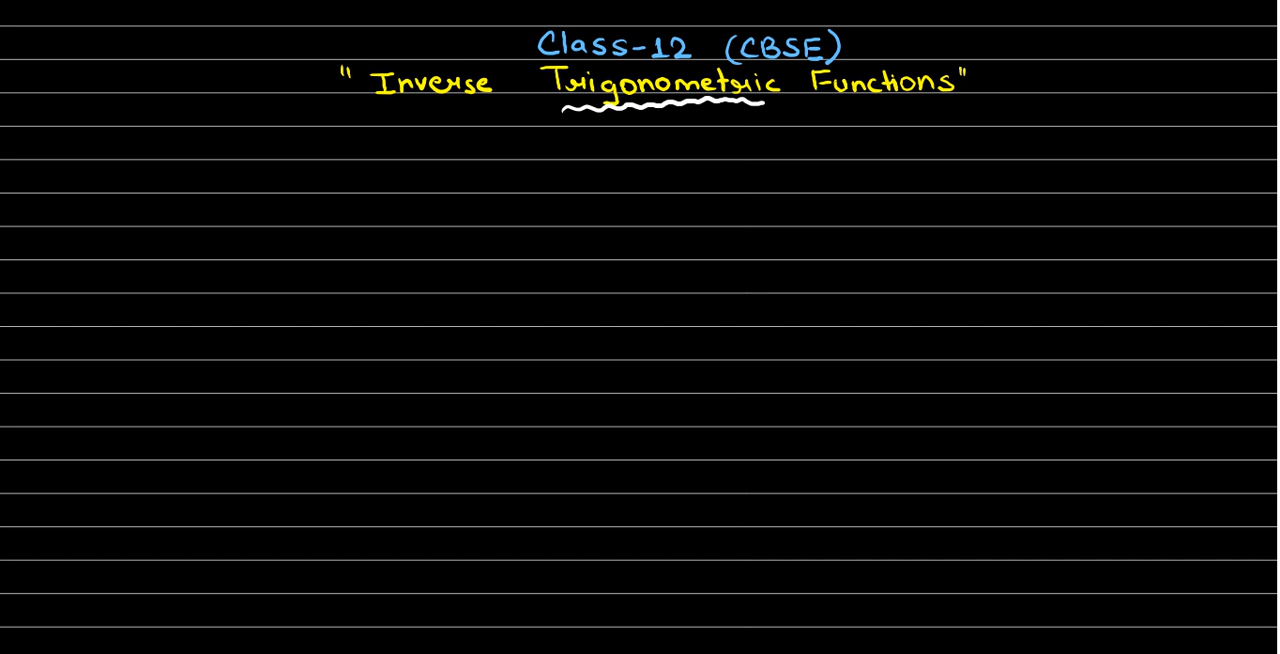 Class-12 (CBSE)
" Inverse Trigonometric Functions"